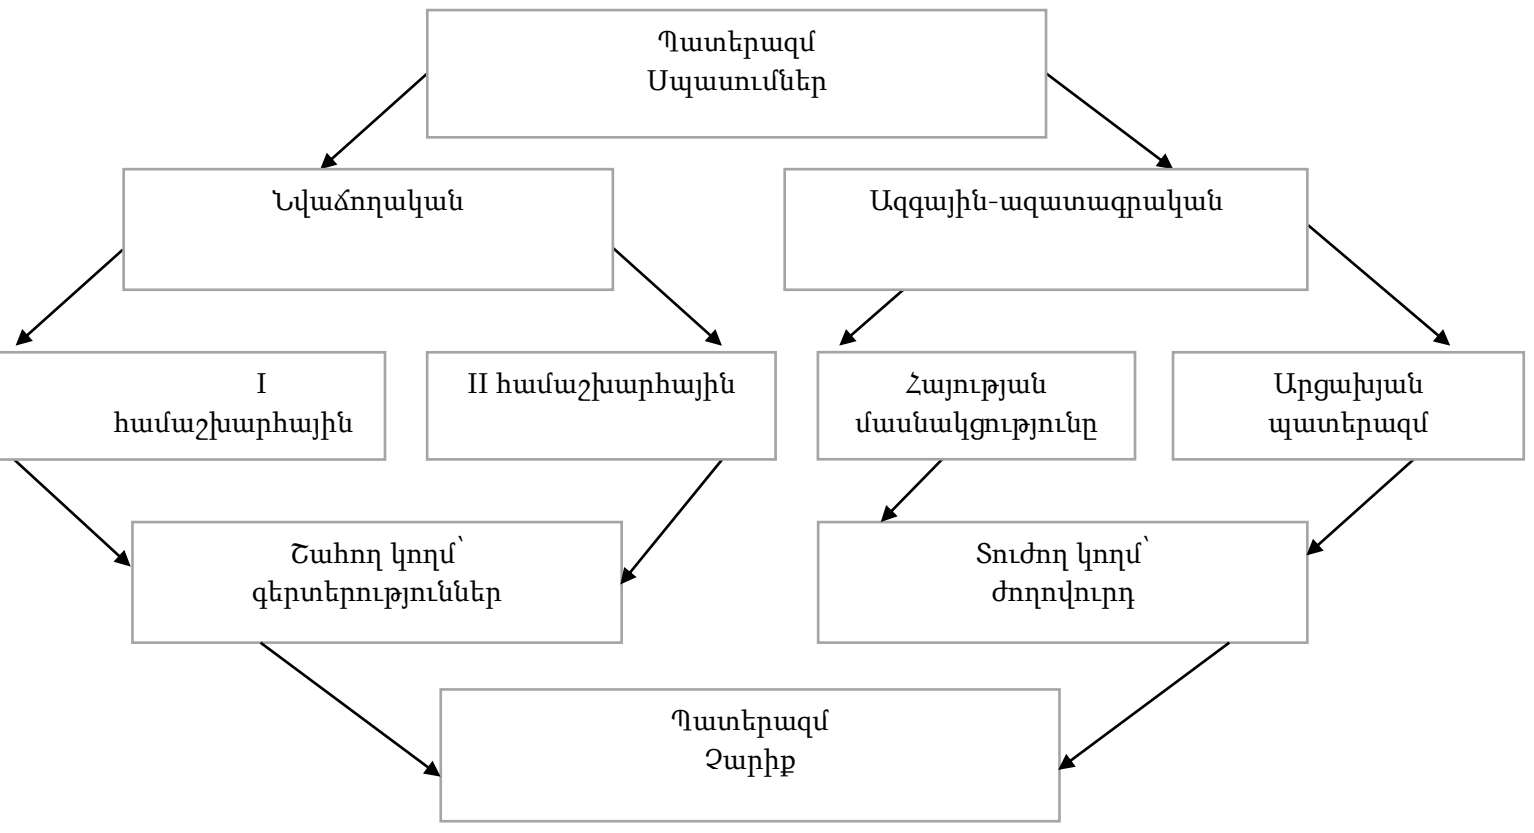 Պատերազմ
Սպասումներ
Նվաճողական
Ազգային-ազատագրական
I
համաշխարհային
II համաշխարհային
Հայության
մասնակցությունը
Արցախյան
պատերազմ
Շահող կողմ՝
գերտերություններ
Տուժող կողմ՝
ժողովուրդ
Պատերազմ
Չարիք